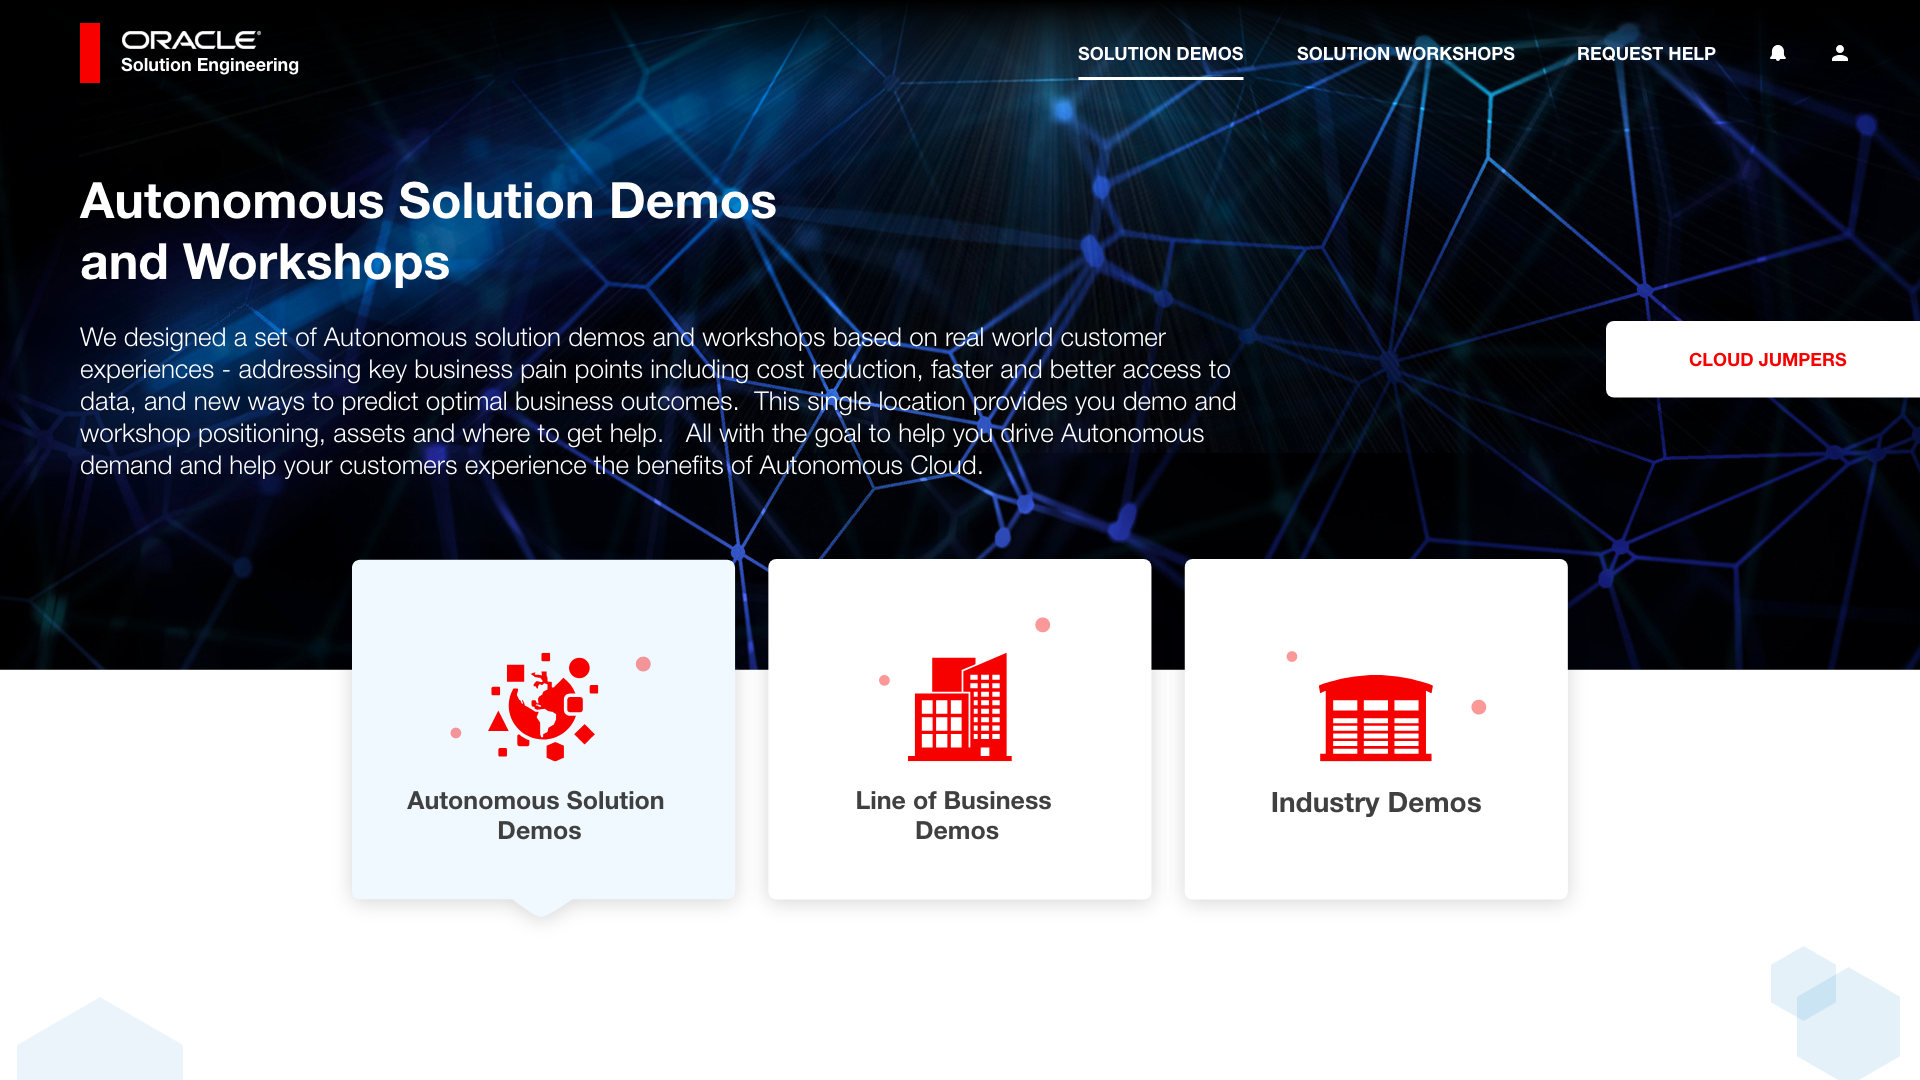 ORACLE
Solution Engineering
SOLUTION DEMOS
SOLUTION WORKSHOPS
REQUEST HELP
Autonomous Solution Demos
and Workshops
We designed a set of Autonomous solution demos and workshops based on real world customer
experiences - addressing key business pain points including cost reduction, faster and better access to
data, and new ways to predict optimal business outcomes.  This single location provides you demo and
workshop positioning, assets and where to get help.   All with the goal to help you drive Autonomous
demand and help your customers experience the benefits of Autonomous Cloud.
CLOUD JUMPERS
Autonomous Solution
Demos
Line of Business
Demos
Industry Demos